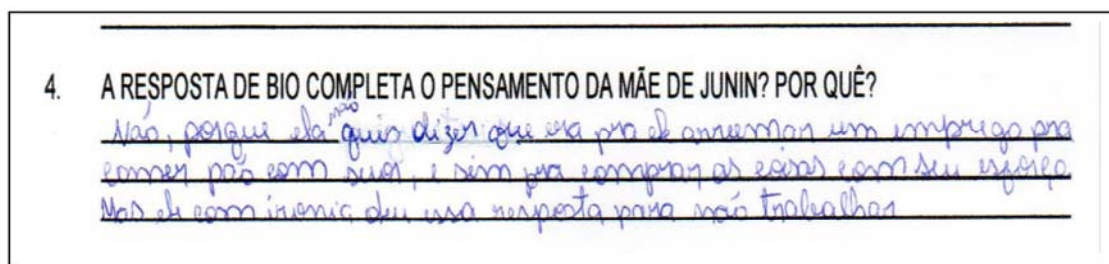 4. A RESPOSTA DE BIO COMPLETA O PENSAMENTO DA MÃE DE JUNIN? POR QUÊ?
Não, porque ela não quis dizer que era pra ele arrumar um emprego pra
comer pão com suor, e sim pra comprar as coisas com seu esforço
Mas ele com ironia deu essa resposta para não trabalhar